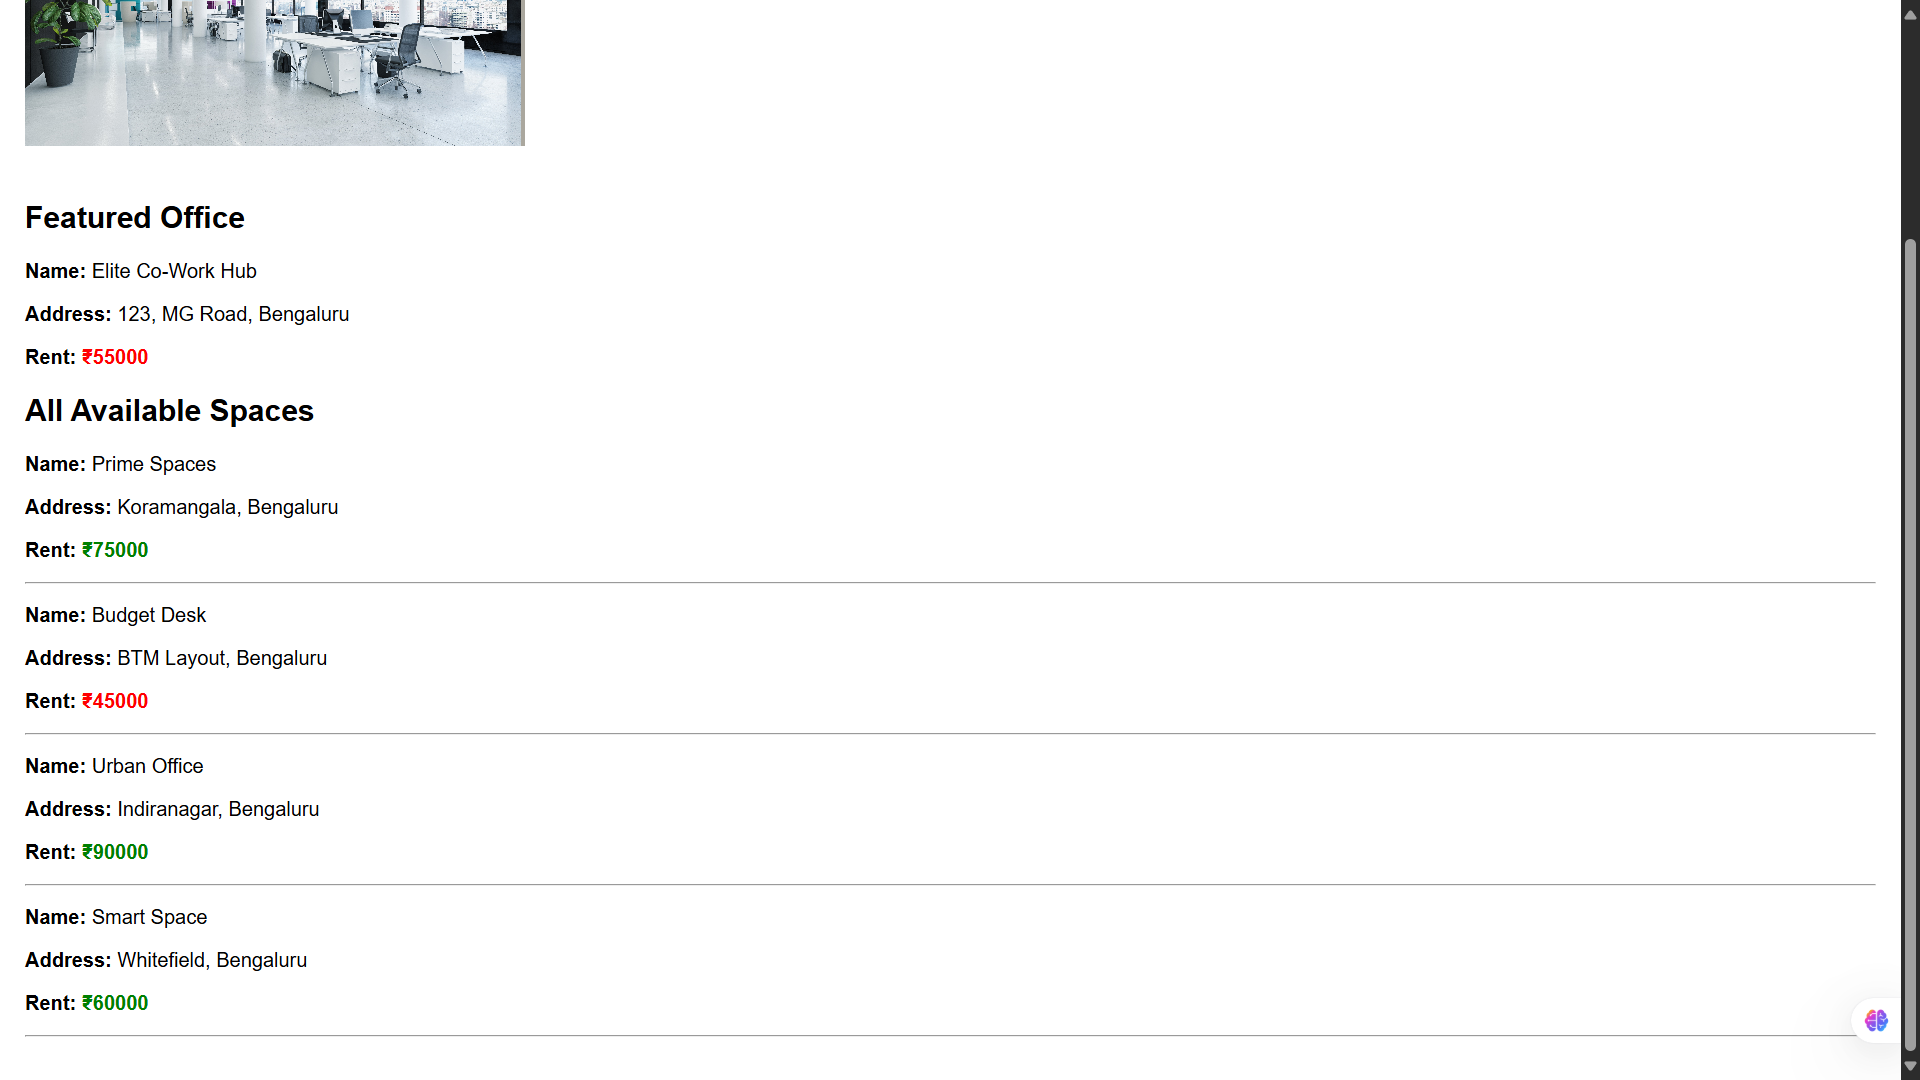 Featured Office
Name: Elite Co-Work Hub
Address: 123, MG Road, Bengaluru
Rent: ₹55000
All Available Spaces
Name: Prime Spaces
Address: Koramangala, Bengaluru
Rent: ₹75000
Name: Budget Desk
Address: BTM Layout, Bengaluru
Rent: ₹45000
Name: Urban Office
Address: Indiranagar, Bengaluru
Rent: ₹90000
Name: Smart Space
Address: Whitefield, Bengaluru
Rent: ₹60000